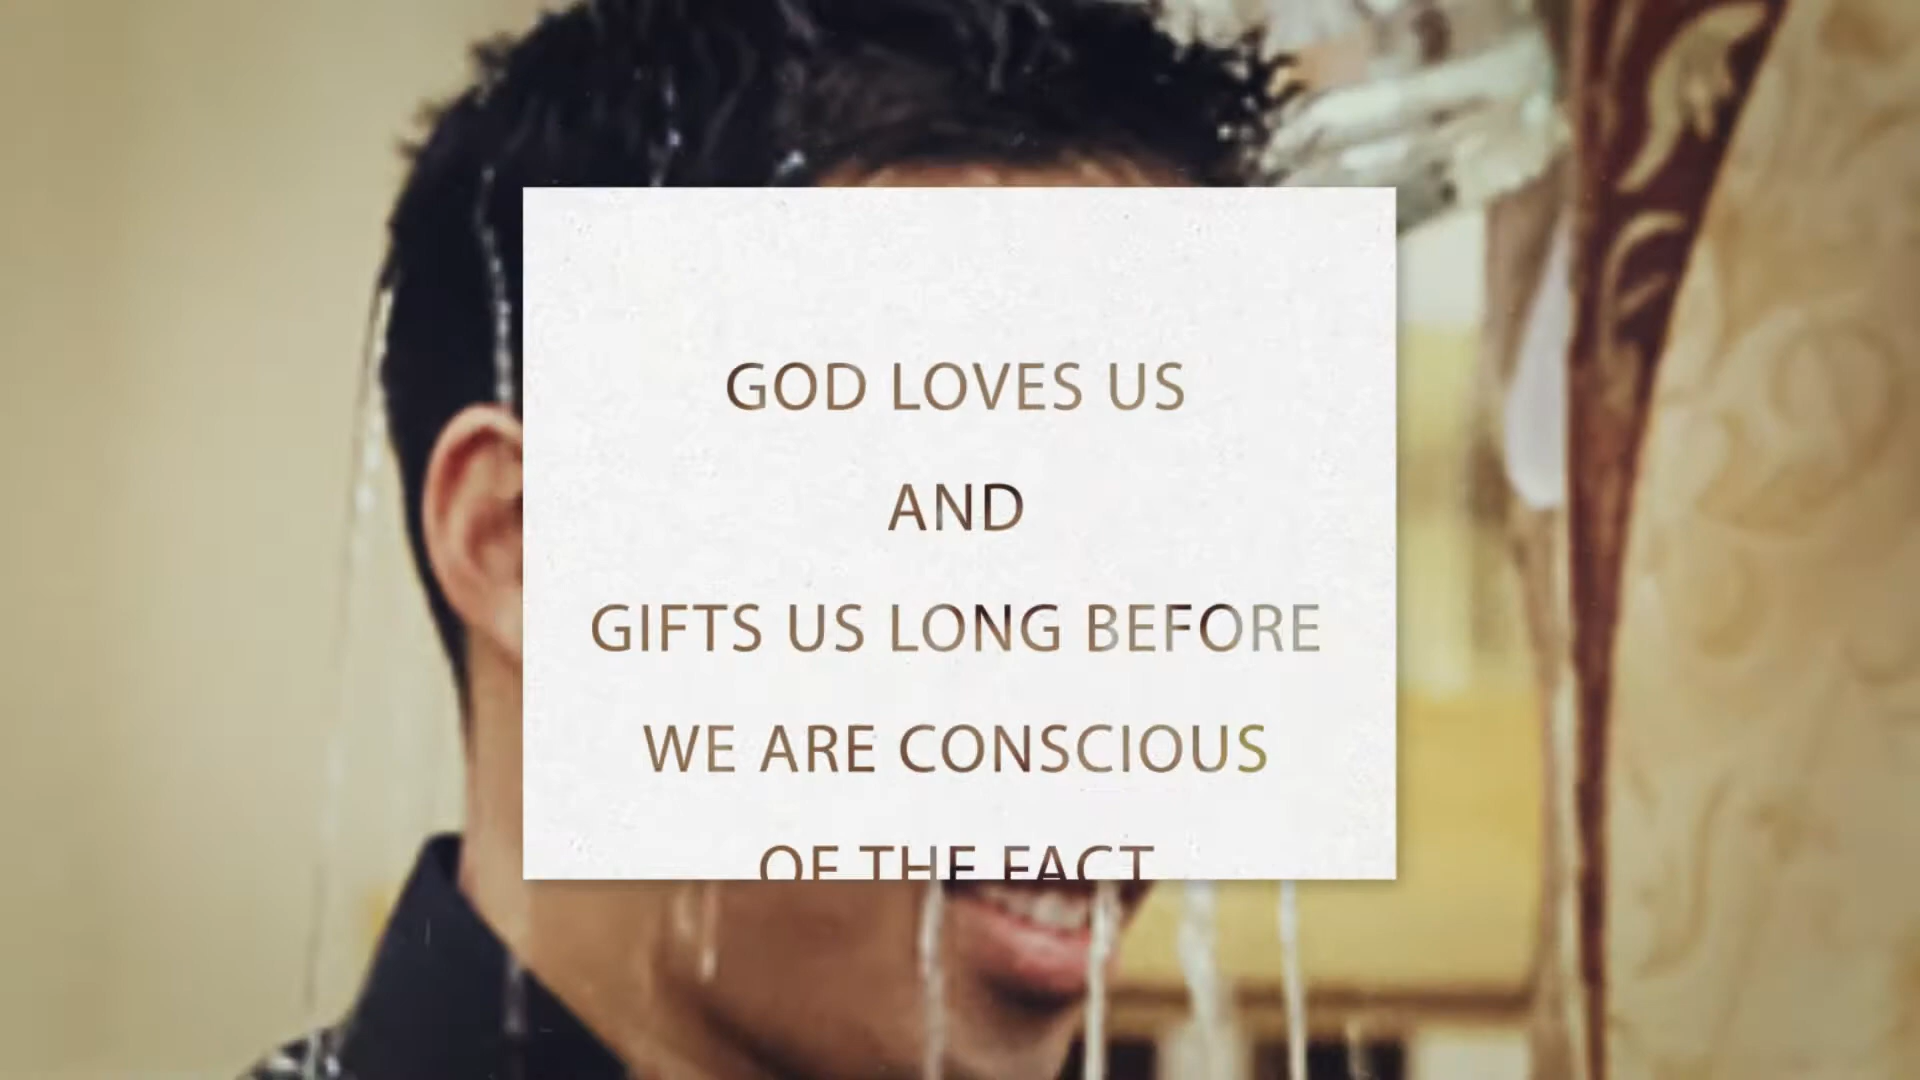 GOD LOVES US
AND
GIFTS US LONG BEFORE
WE ARE CONSCIOUS
OF THE FACT